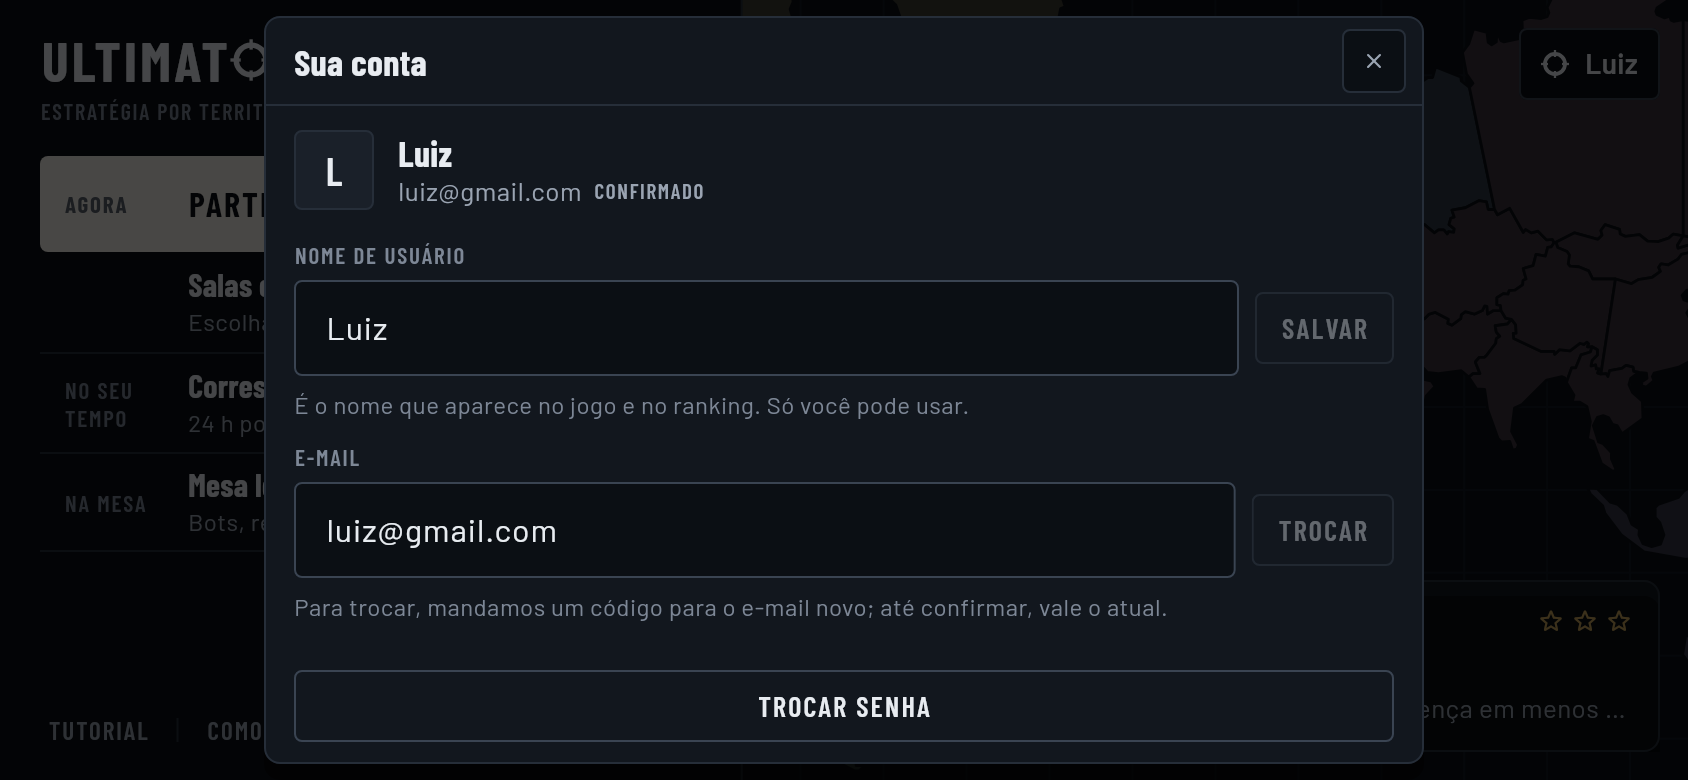 ULTIMAT
ESTRATÉGIA POR TERRIT
AGORA
PARTI
Salas
Escolha
NO SEU
TEMPO
Corres
24 h po
NA MESA
Mesa
Bots, re
TUTORIAL
COMO
Sua conta
×
L
Luiz
luiz@gmail.com CONFIRMADO
NOME DE USUÁRIO
Luiz
SALVAR
É o nome que aparece no jogo e no ranking. Só você pode usar.
E-MAIL
luiz@gmail.com
TROCAR
Para trocar, mandamos um código para o e-mail novo; até confirmar, vale o atual.
TROCAR SENHA
Luiz
ença em menos ...